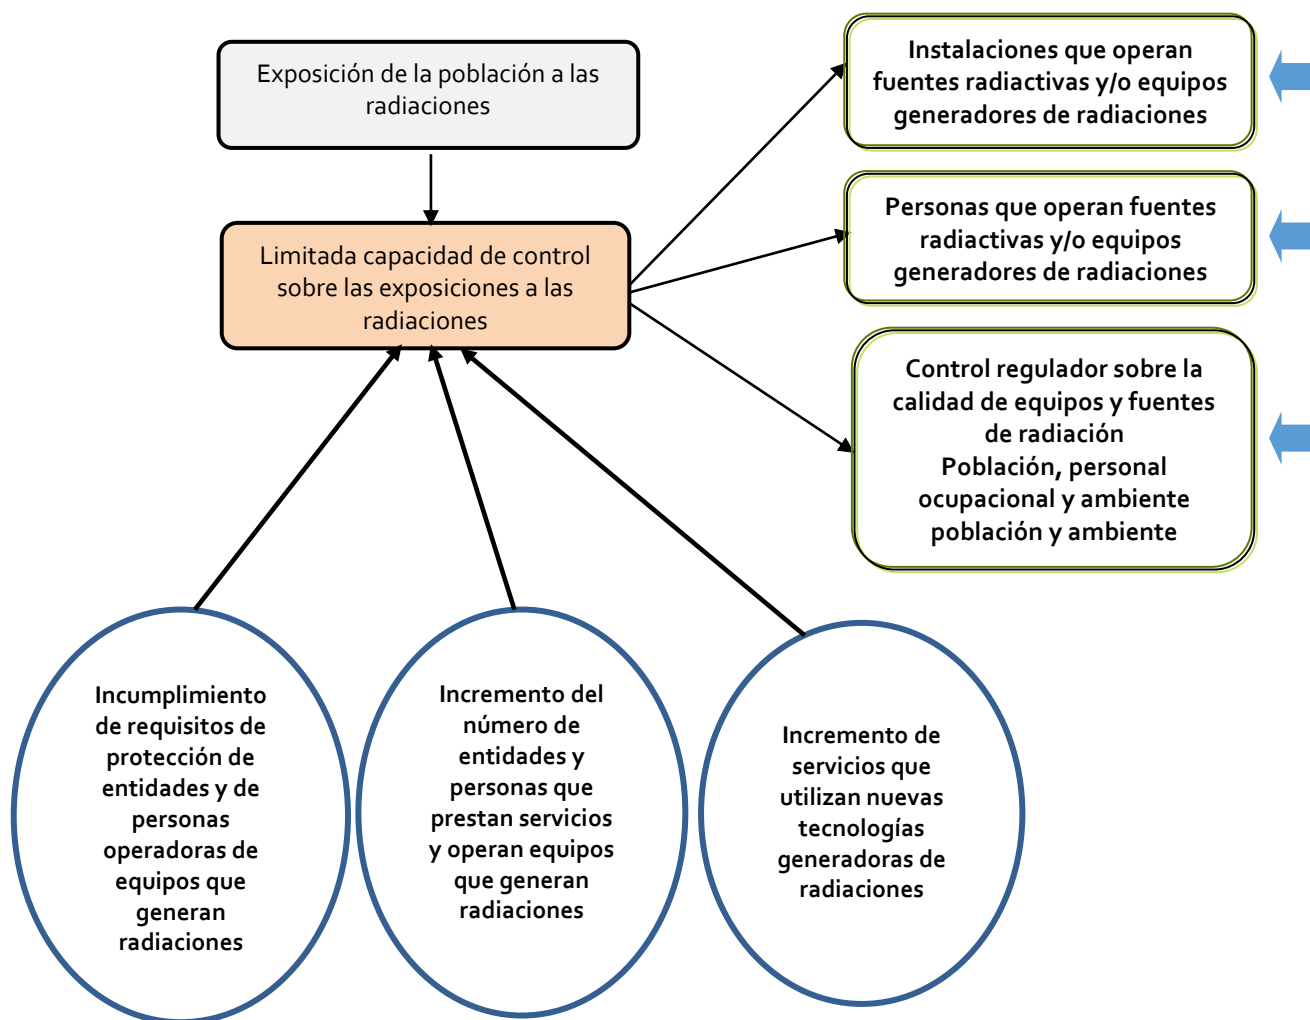 Exposición de la población a las
radiaciones
Limitada capacidad de control
sobre las exposiciones a las
radiaciones
Instalaciones que operan
fuentes radiactivas y/o equipos
generadores de radiaciones
Personas que operan fuentes
radiactivas y/o equipos
generadores de radiaciones
Control regulador sobre la
calidad de equipos y fuentes
de radiación
Población, personal
ocupacional y ambiente
población y ambiente
Incumplimiento
de requisitos de
protección de
entidades y de
personas
operadoras de
equipos que
generan
radiaciones
Incremento del
número de
entidades y
personas que
prestan servicios
y operan equipos
que generan
radiaciones
Incremento de
servicios que
utilizan nuevas
tecnologías
generadoras de
radiaciones